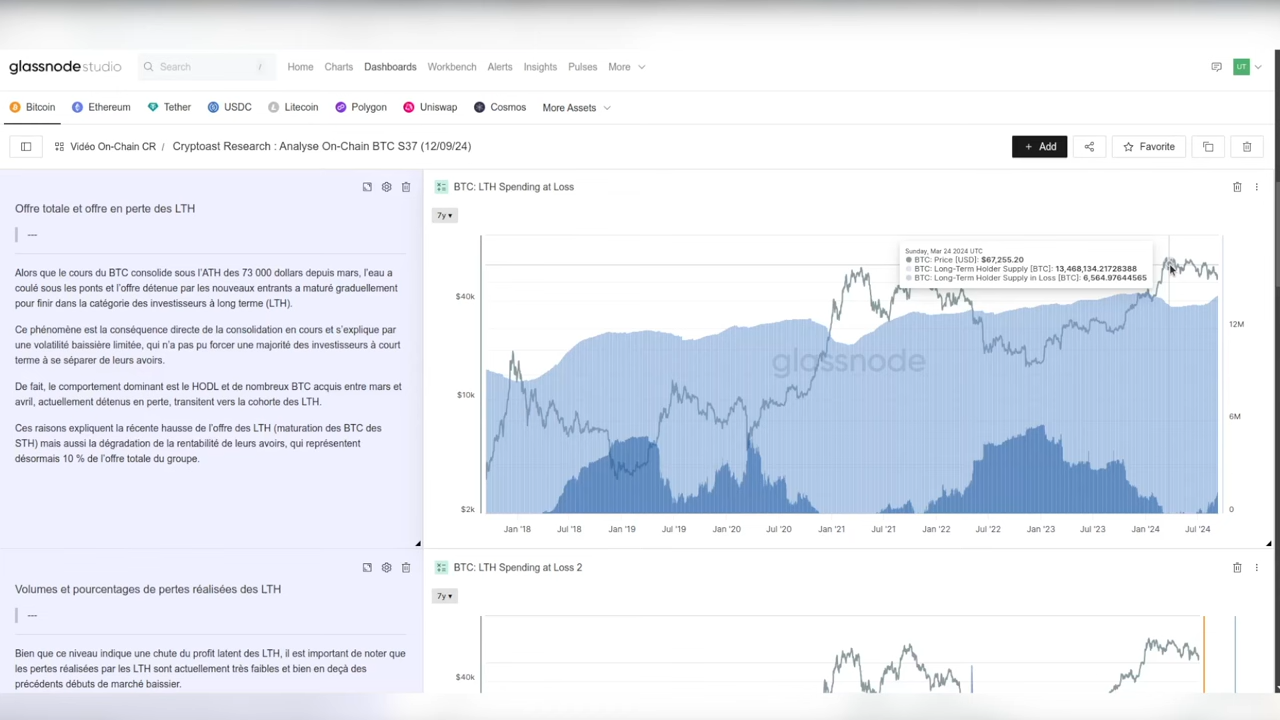 glassnode studio
Search /
Home Charts Dashboards Workbench Alerts Insights Pulses More
UT
Bitcoin Ethereum Tether USDC Litecoin Polygon Uniswap Cosmos More Assets
Vidéo On-Chain CR / Cryptoast Research : Analyse On-Chain BTC S37 (12/09/24)
+ Add Favorite
Offre totale et offre en perte des LTH
---
Alors que le cours du BTC consolide sous l'ATH des 73 000 dollars depuis mars, l'eau a
coulé sous les ponts et l'offre détenue par les nouveaux entrants a maturé graduellement
pour finir dans la catégorie des investisseurs à long terme (LTH).
Ce phénomène est la conséquence directe de la consolidation en cours et s'explique par
une volatilité baissière limitée, qui n'a pas pu forcer une majorité des investisseurs à court
terme à se séparer de leurs avoirs.
De fait, le comportement dominant est le HODL et de nombreux BTC acquis entre mars et
avril, actuellement détenus en perte, transitent vers la cohorte des LTH.
Ces raisons expliquent la récente hausse de l'offre des LTH (maturation des BTC des
STH) mais aussi la dégradation de la rentabilité de leurs avoirs, qui représentent
désormais 10 % de l'offre totale du groupe.
BTC: LTH Spending at Loss
7y
Sunday, Mar 24 2024 UTC
BTC: Price [USD]: $67,255.20
BTC: Long-Term Holder Supply [BTC]: 13,468,134.21728388
BTC: Long-Term Holder Supply in Loss [BTC]: 6,564.97644565
$40k
12M
glassnode
$10k
6M
$2k
0
Jan '18 Jul '18 Jan '19 Jul '19 Jan '20 Jul '20 Jan '21 Jul '21 Jan '22 Jul '22 Jan '23 Jul '23 Jan '24 Jul '24
Volumes et pourcentages de pertes réalisées des LTH
---
Bien que ce niveau indique une chute du profit latent des LTH, il est important de noter que
les pertes réalisées par les LTH sont actuellement très faibles et bien en deçà des
précédents débuts de marché baissier.
BTC: LTH Spending at Loss 2
7y
$40k